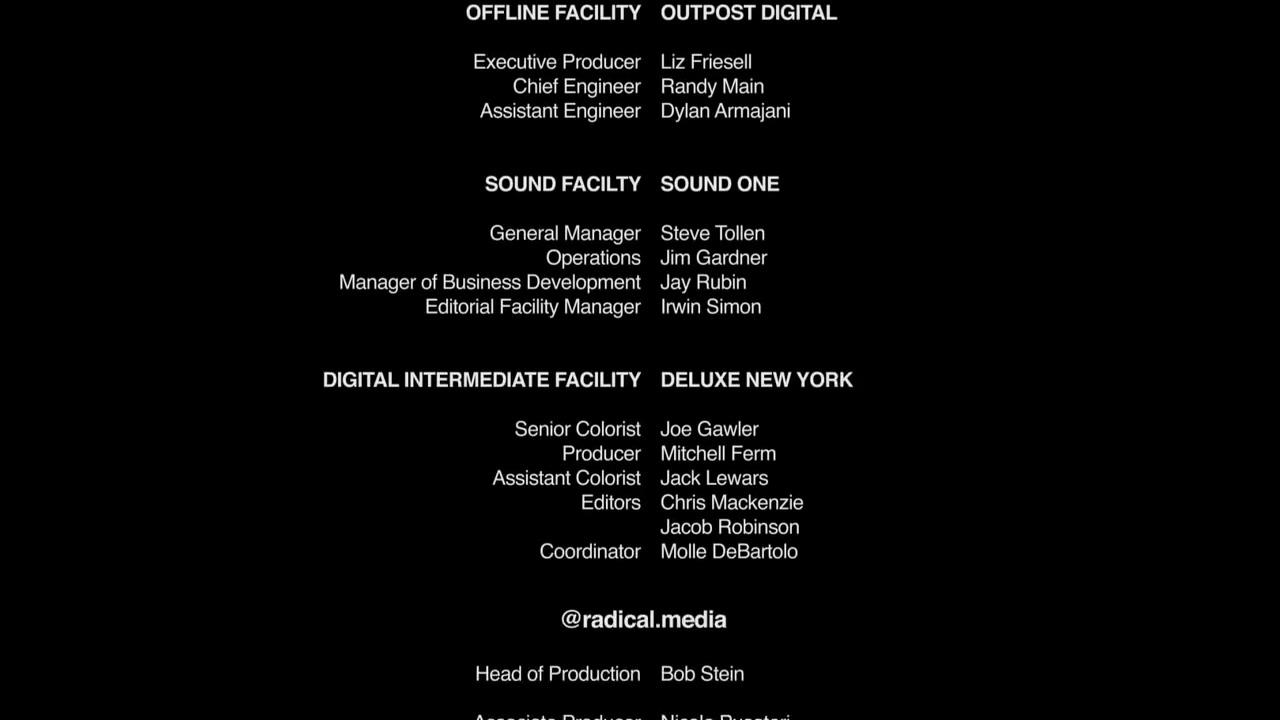 OFFLINE FACILITY OUTPOST DIGITAL
Executive Producer Liz Friesell
Chief Engineer Randy Main
Assistant Engineer Dylan Armajani
SOUND FACILTY SOUND ONE
General Manager Steve Tollen
Operations Jim Gardner
Manager of Business Development Jay Rubin
Editorial Facility Manager Irwin Simon
DIGITAL INTERMEDIATE FACILITY DELUXE NEW YORK
Senior Colorist Joe Gawler
Producer Mitchell Ferm
Assistant Colorist Jack Lewars
Editors Chris Mackenzie
Jacob Robinson
Coordinator Molle DeBartolo
@radical.media
Head of Production Bob Stein
Associate Producer